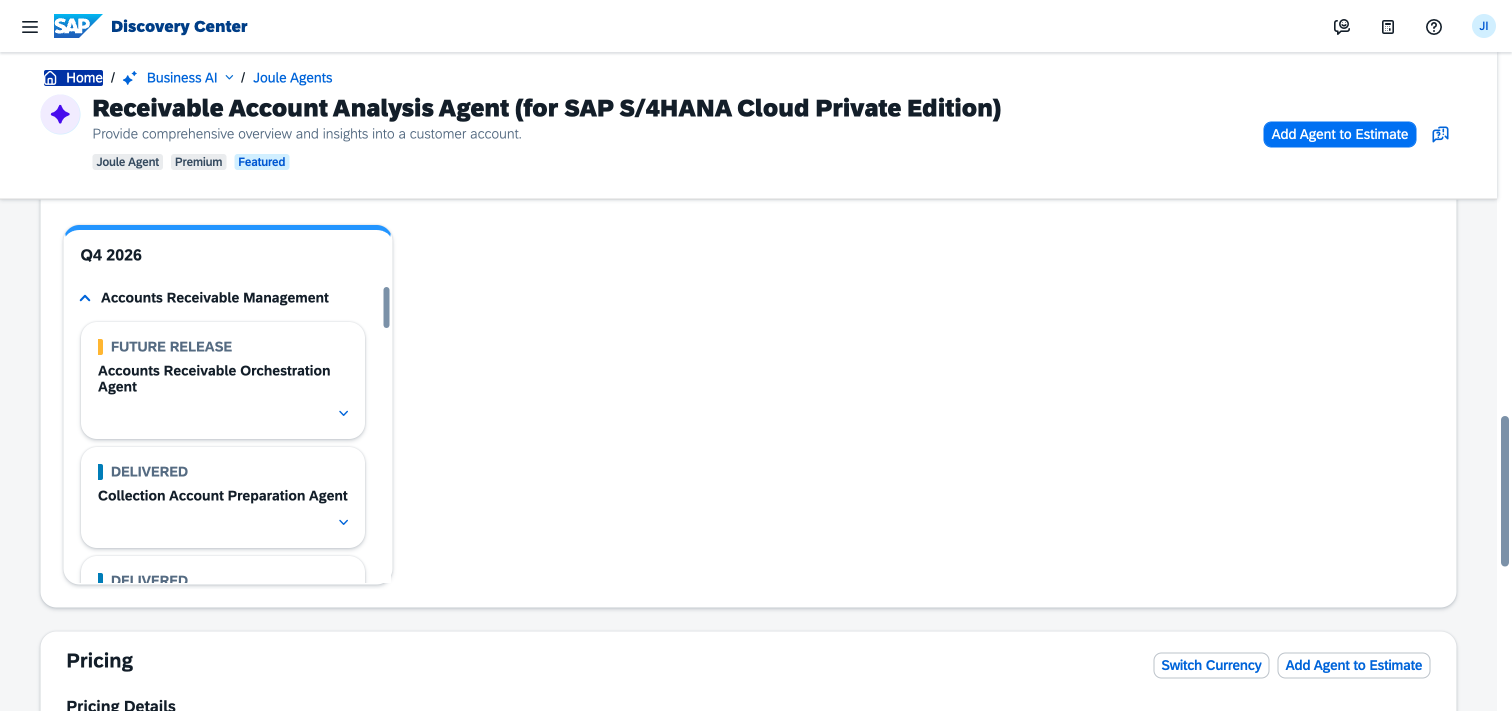 SAP Discovery Center
JI
Home / Business AI / Joule Agents
Receivable Account Analysis Agent (for SAP S/4HANA Cloud Private Edition)
Provide comprehensive overview and insights into a customer account.
Add Agent to Estimate
Joule Agent Premium Featured
Q4 2026
Accounts Receivable Management
FUTURE RELEASE
Accounts Receivable Orchestration
Agent
DELIVERED
Collection Account Preparation Agent
DELIVERED
Pricing
Switch Currency Add Agent to Estimate
Pricing Details